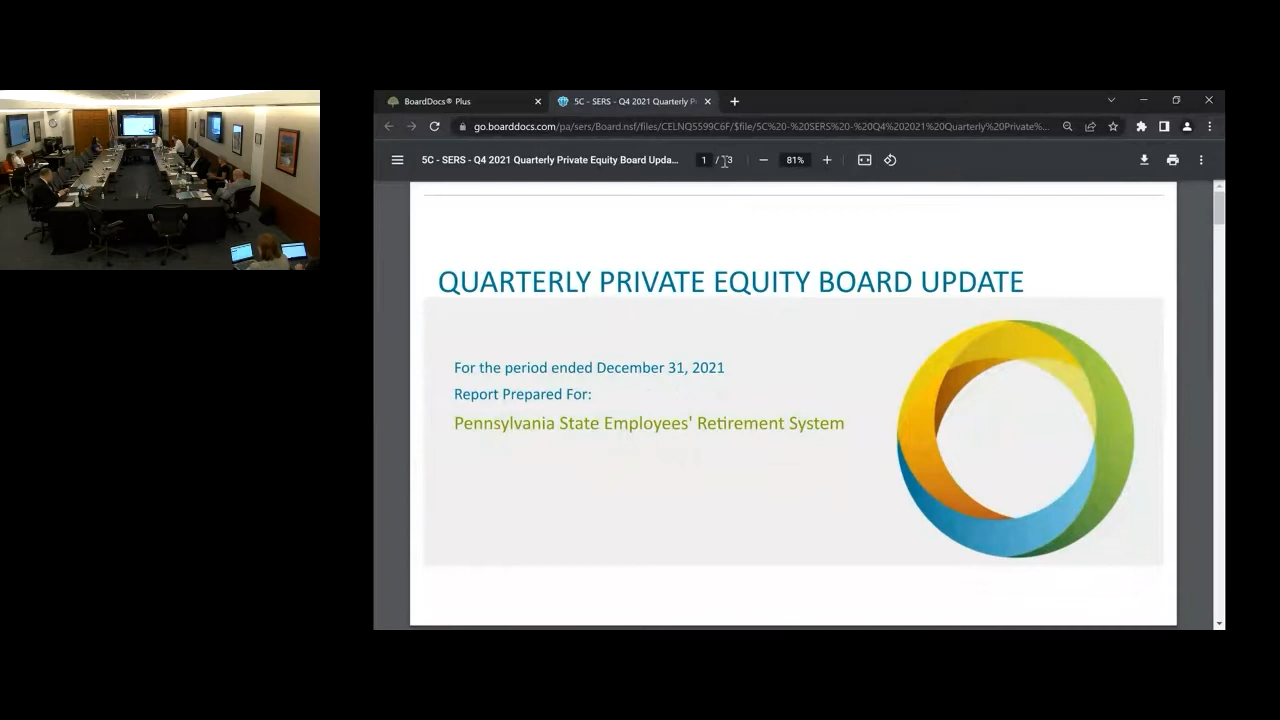 BoardDocs® Plus
5C - SERS - Q4 2021 Quarterly P
go.boarddocs.com/pa/sers/Board.nsf/files/CELNQ5599C6F/$file/5C%20-%20SERS%20-%20Q4%202021%20Quarterly%20Private%...
5C - SERS - Q4 2021 Quarterly Private Equity Board Upda...
1 /
81%
QUARTERLY PRIVATE EQUITY BOARD UPDATE
For the period ended December 31, 2021
Report Prepared For:
Pennsylvania State Employees' Retirement System